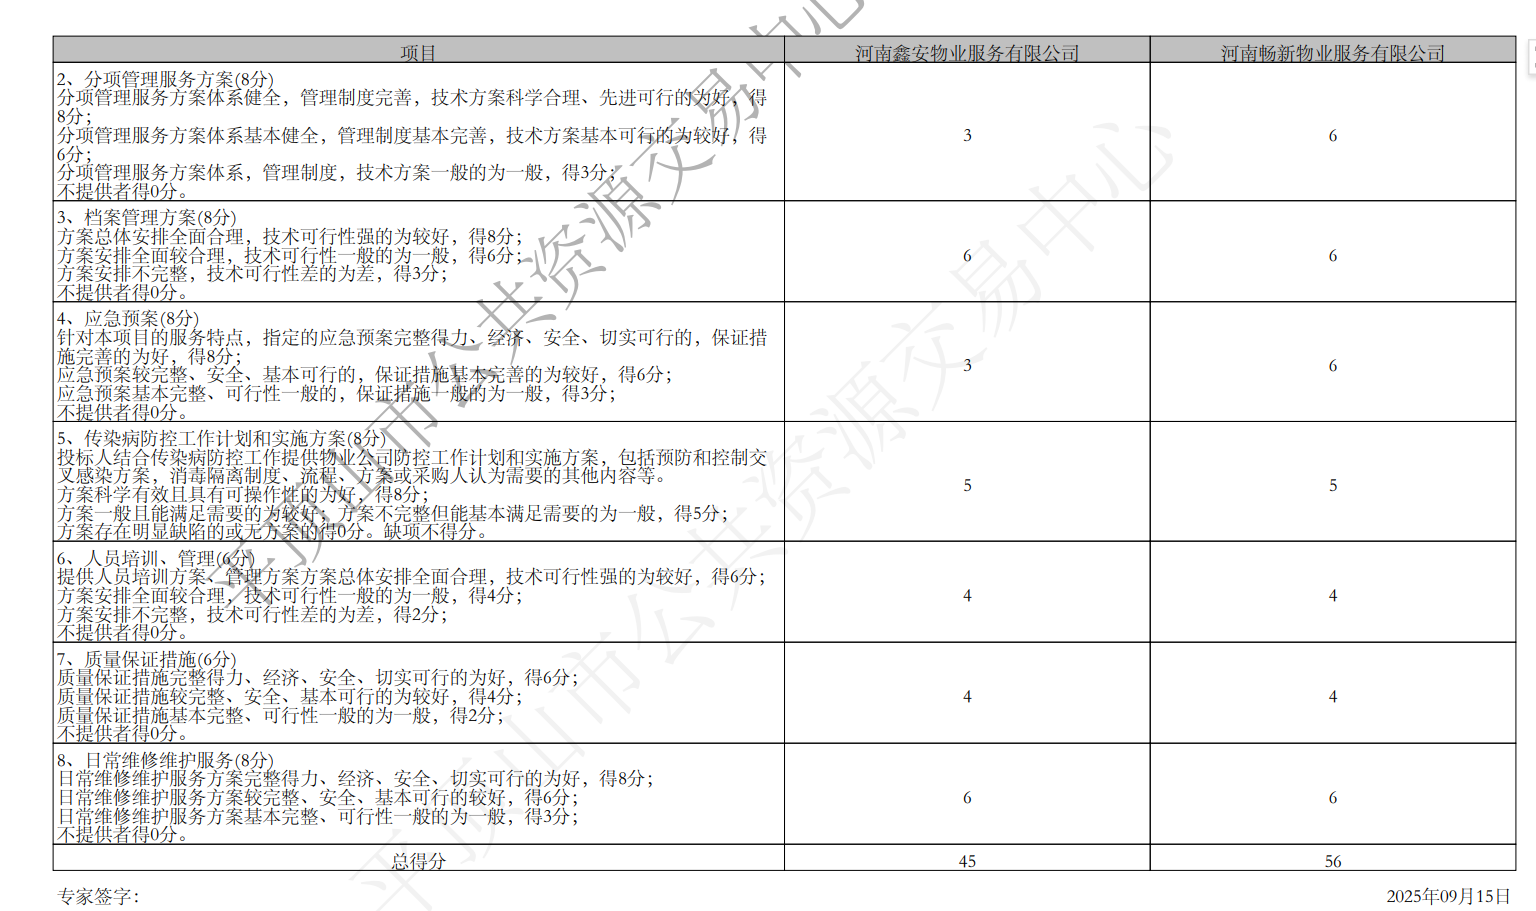 项目
河南鑫安物业服务有限公司
河南畅新物业服务有限公司
2、分项管理服务方案(8分)
分项管理服务方案体系健全，管理制度完善，技术方案科学合理、先进可行的为好，得
8分；
分项管理服务方案体系基本健全，管理制度基本完善，技术方案基本可行的为较好，得
6分；
分项管理服务方案体系，管理制度，技术方案一般的为一般，得3分；
不提供者得0分。
3
6
3、档案管理方案(8分)
方案总体安排全面合理，技术可行性强的为较好，得8分；
方案安排全面较合理，技术可行性一般的为一般，得6分；
方案安排不完整，技术可行性差的为差，得3分；
不提供者得0分。
6
6
4、应急预案(8分)
针对本项目的服务特点，指定的应急预案完整得力、经济、安全、切实可行的，保证措
施完善的为好，得8分；
应急预案较完整、安全、基本可行的，保证措施基本完善的为较好，得6分；
应急预案基本完整、可行性一般的，保证措施一般的为一般，得3分；
不提供者得0分。
3
6
5、传染病防控工作计划和实施方案(8分)
投标人结合传染病防控工作提供物业公司防控工作计划和实施方案，包括预防和控制交
叉感染方案，消毒隔离制度、流程、方案或采购人认为需要的其他内容等。
方案科学有效且具有可操作性的为好，得8分；
方案一般且能满足需要的为较好，方案不完整但能基本满足需要的为一般，得5分；
方案存在明显缺陷的或无方案的得0分。缺项不得分。
5
5
6、人员培训、管理(6分)
提供人员培训方案、管理方案方案总体安排全面合理，技术可行性强的为较好，得6分；
方案安排全面较合理，技术可行性一般的为一般，得4分；
方案安排不完整，技术可行性差的为差，得2分；
不提供者得0分。
4
4
7、质量保证措施(6分)
质量保证措施完整得力、经济、安全、切实可行的为好，得6分；
质量保证措施较完整、安全、基本可行的为较好，得4分；
质量保证措施基本完整、可行性一般的为一般，得2分；
不提供者得0分。
4
4
8、日常维修维护服务(8分)
日常维修维护服务方案完整得力、经济、安全、切实可行的为好，得8分；
日常维修维护服务方案较完整、安全、基本可行的较好，得6分；
日常维修维护服务方案基本完整、可行性一般的为一般，得3分；
不提供者得0分。
6
6
总得分
45
56
专家签字：
2025年09月15日
平顶山市公共资源交易中心
平顶山市公共资源交易中心